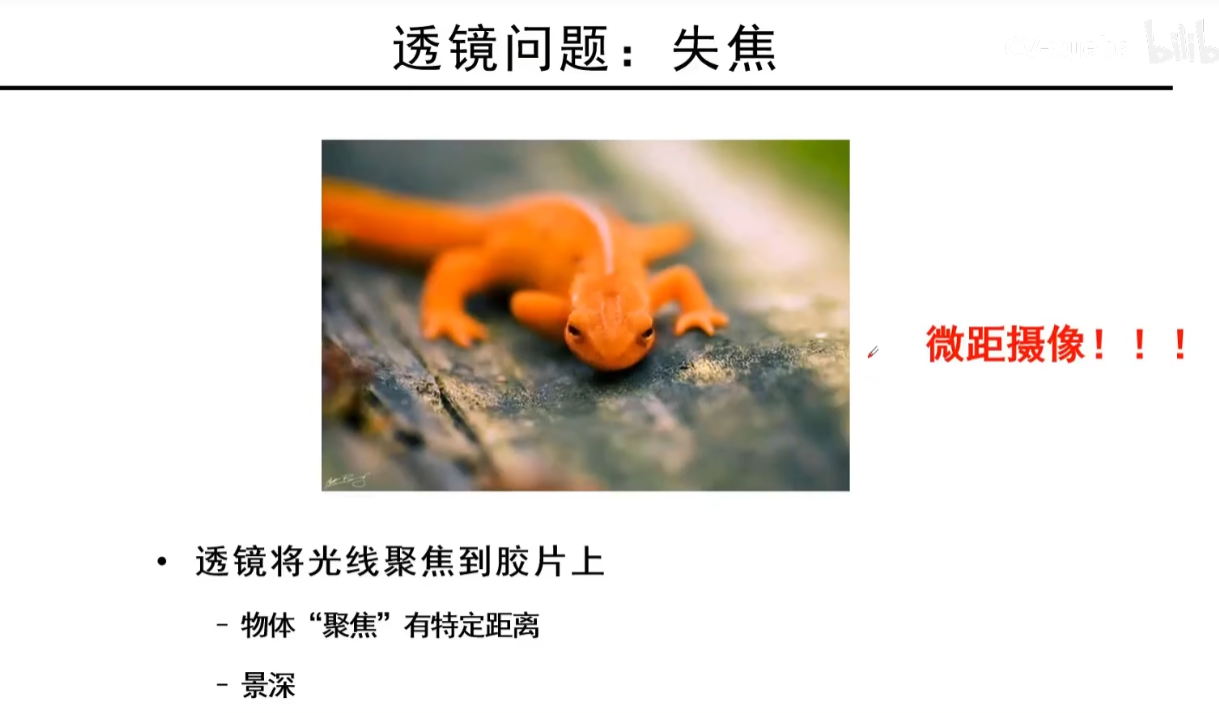 透镜问题：失焦
bilibili
微距摄像！！！
• 透镜将光线聚焦到胶片上
– 物体“聚焦”有特定距离
– 景深